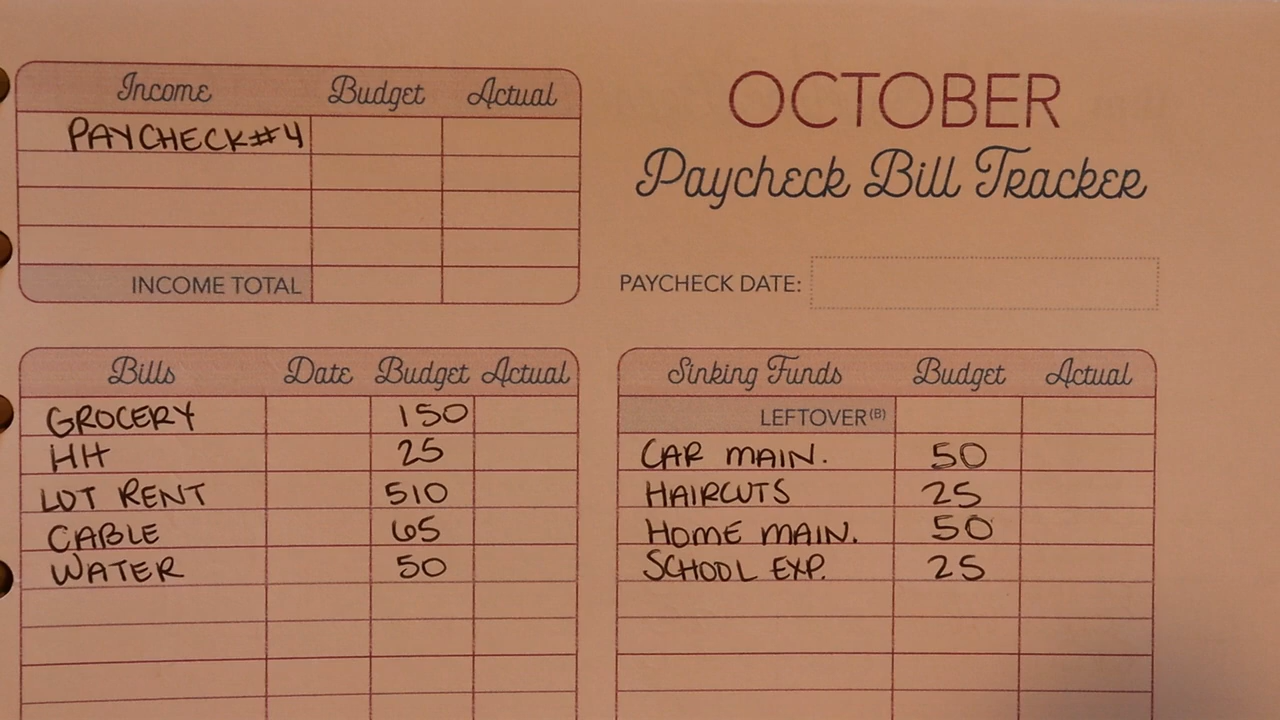 OCTOBER
Paycheck Bill Tracker
PAYCHECK DATE:
Income Budget Actual
PAYCHECK#4
INCOME TOTAL
Bills Date Budget Actual
GROCERY 150
HH 25
LOT RENT 510
CABLE 65
WATER 50
Sinking Funds Budget Actual
LEFTOVER(B)
CAR MAIN. 50
HAIRCUTS 25
HOME MAIN. 50
SCHOOL EXP. 25